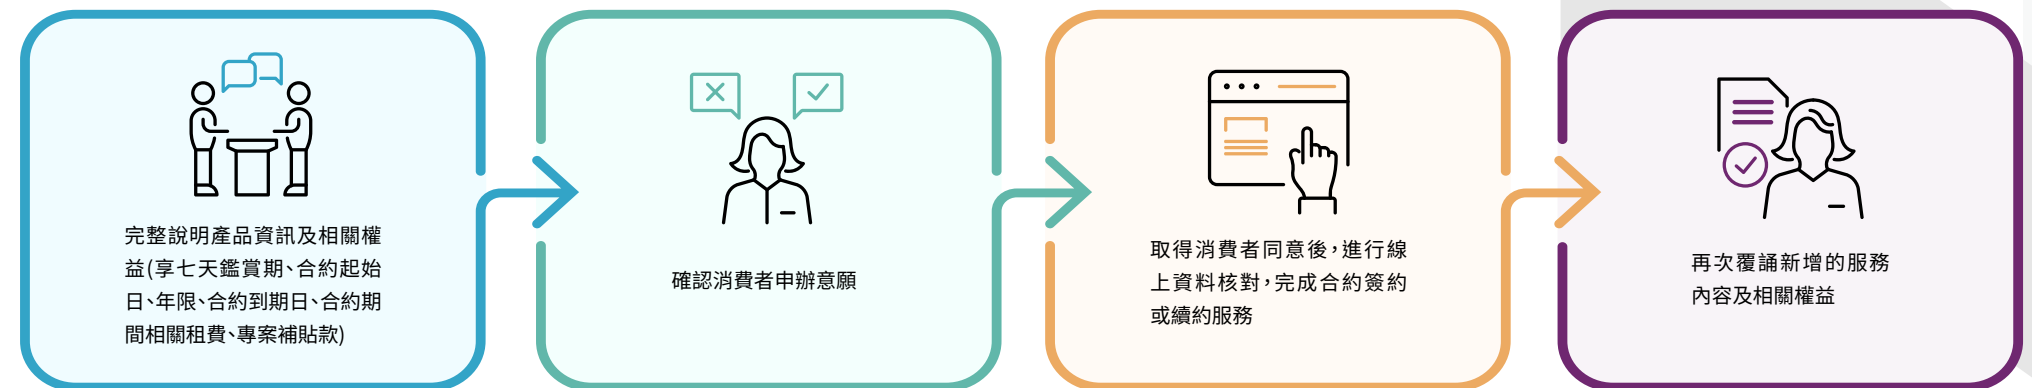 完整說明產品資訊及相關權
益(享七天鑑賞期、合約起始
日、年限、合約到期日、合約期
間相關租費、專案補貼款)
確認消費者申辦意願
取得消費者同意後，進行線
上資料核對，完成合約簽約
或續約服務
再次覆誦新增的服務
內容及相關權益